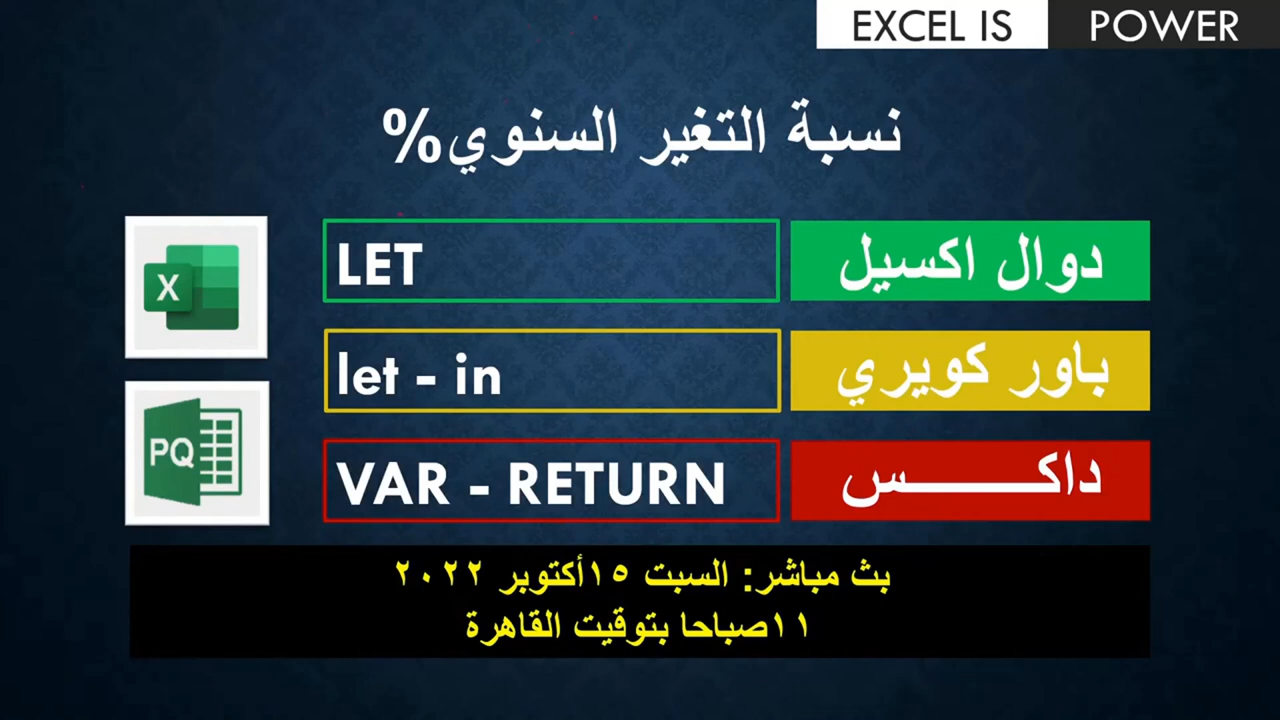 EXCEL IS POWER
نسبة التغير السنوي%
دوال اكسيل LET
X
باور كويري let - in
PQ
داكـــــــس VAR - RETURN
بث مباشر: السبت ١٥أكتوبر ٢٠٢٢
١١صباحا بتوقيت القاهرة